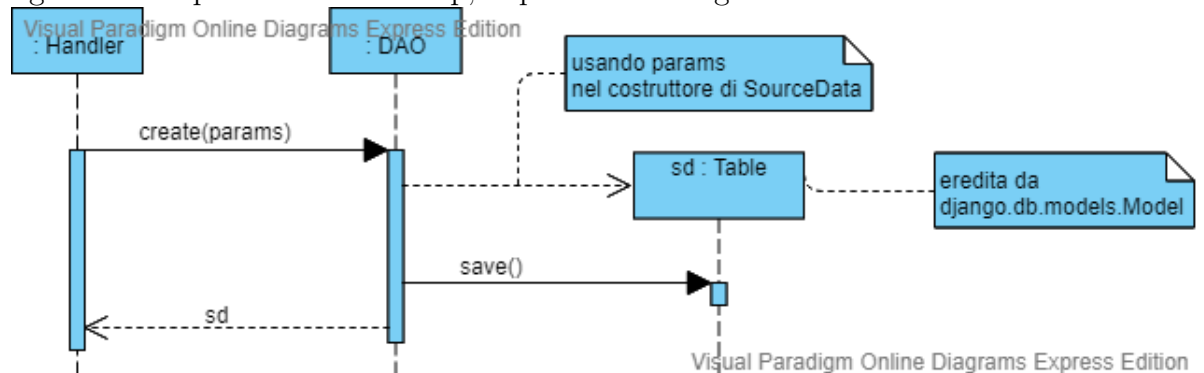 Visual Paradigm Online Diagrams Express Edition
: Handler
: DAO
usando params
nel costruttore di SourceData
create(params)
sd : Table
eredita da
django.db.models.Model
save()
sd
Visual Paradigm Online Diagrams Express Edition